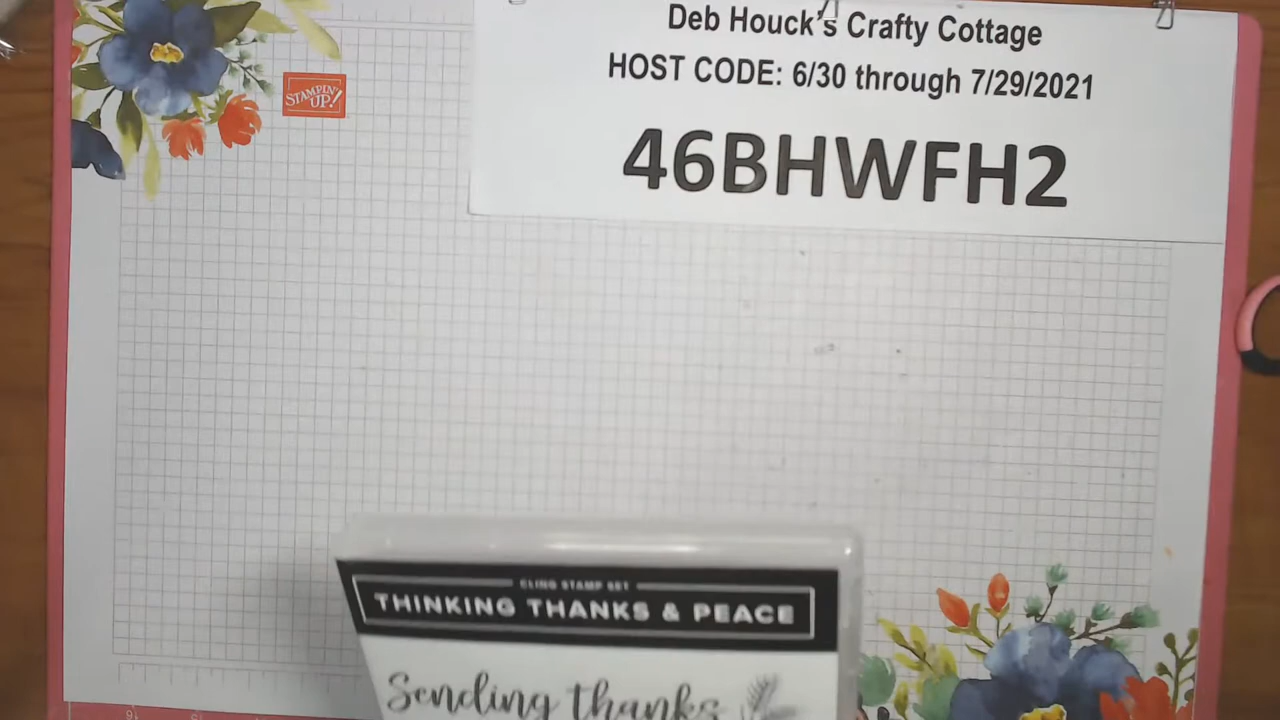 Deb Houck's Crafty Cottage
HOST CODE: 6/30 through 7/29/2021
46BHWFH2
STAMPIN' UP!
CLING STAMP SET
THINKING THANKS & PEACE
Sending thanks